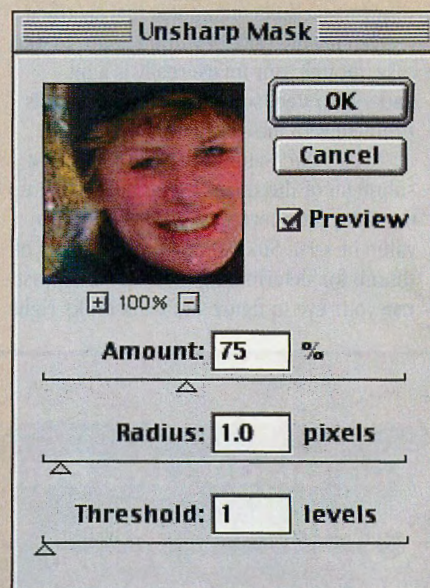 Unsharp Mask
OK
Cancel
Preview
100%
Amount: 75 %
Radius: 1.0 pixels
Threshold: 1 levels